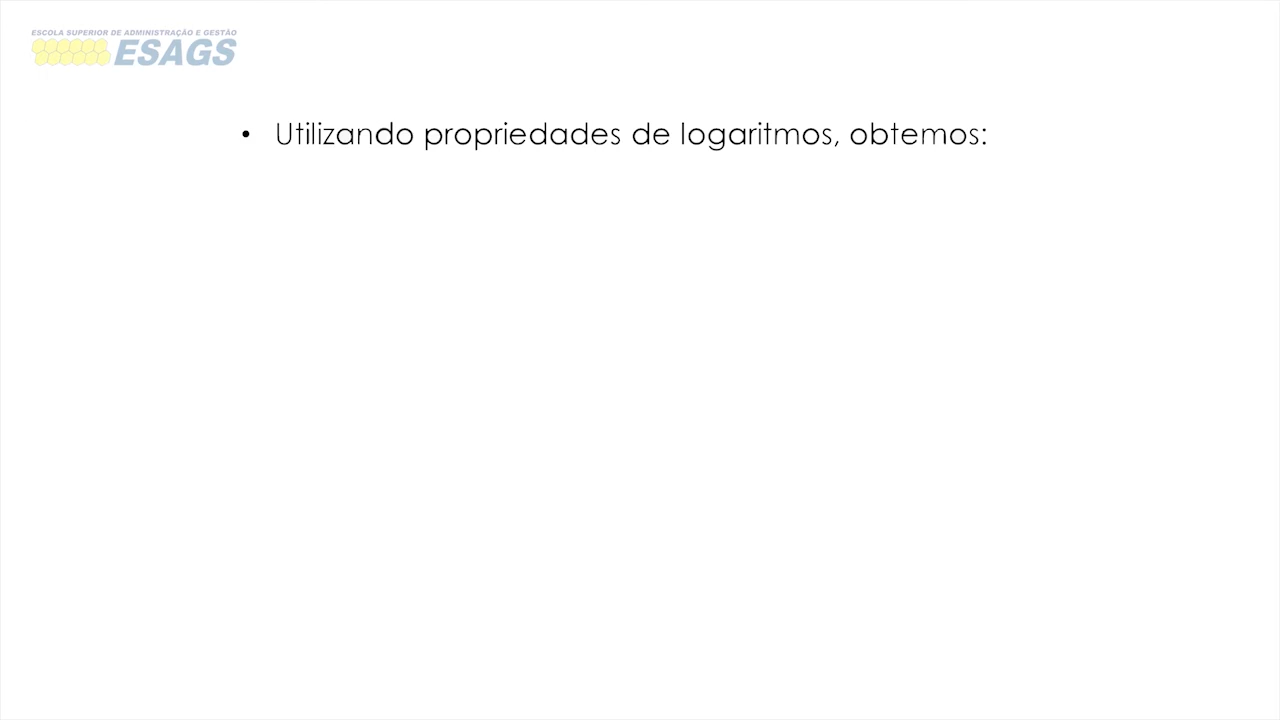 ESCOLA SUPERIOR DE ADMINISTRAÇÃO E GESTÃO
ESAGS
• Utilizando propriedades de logaritmos, obtemos: